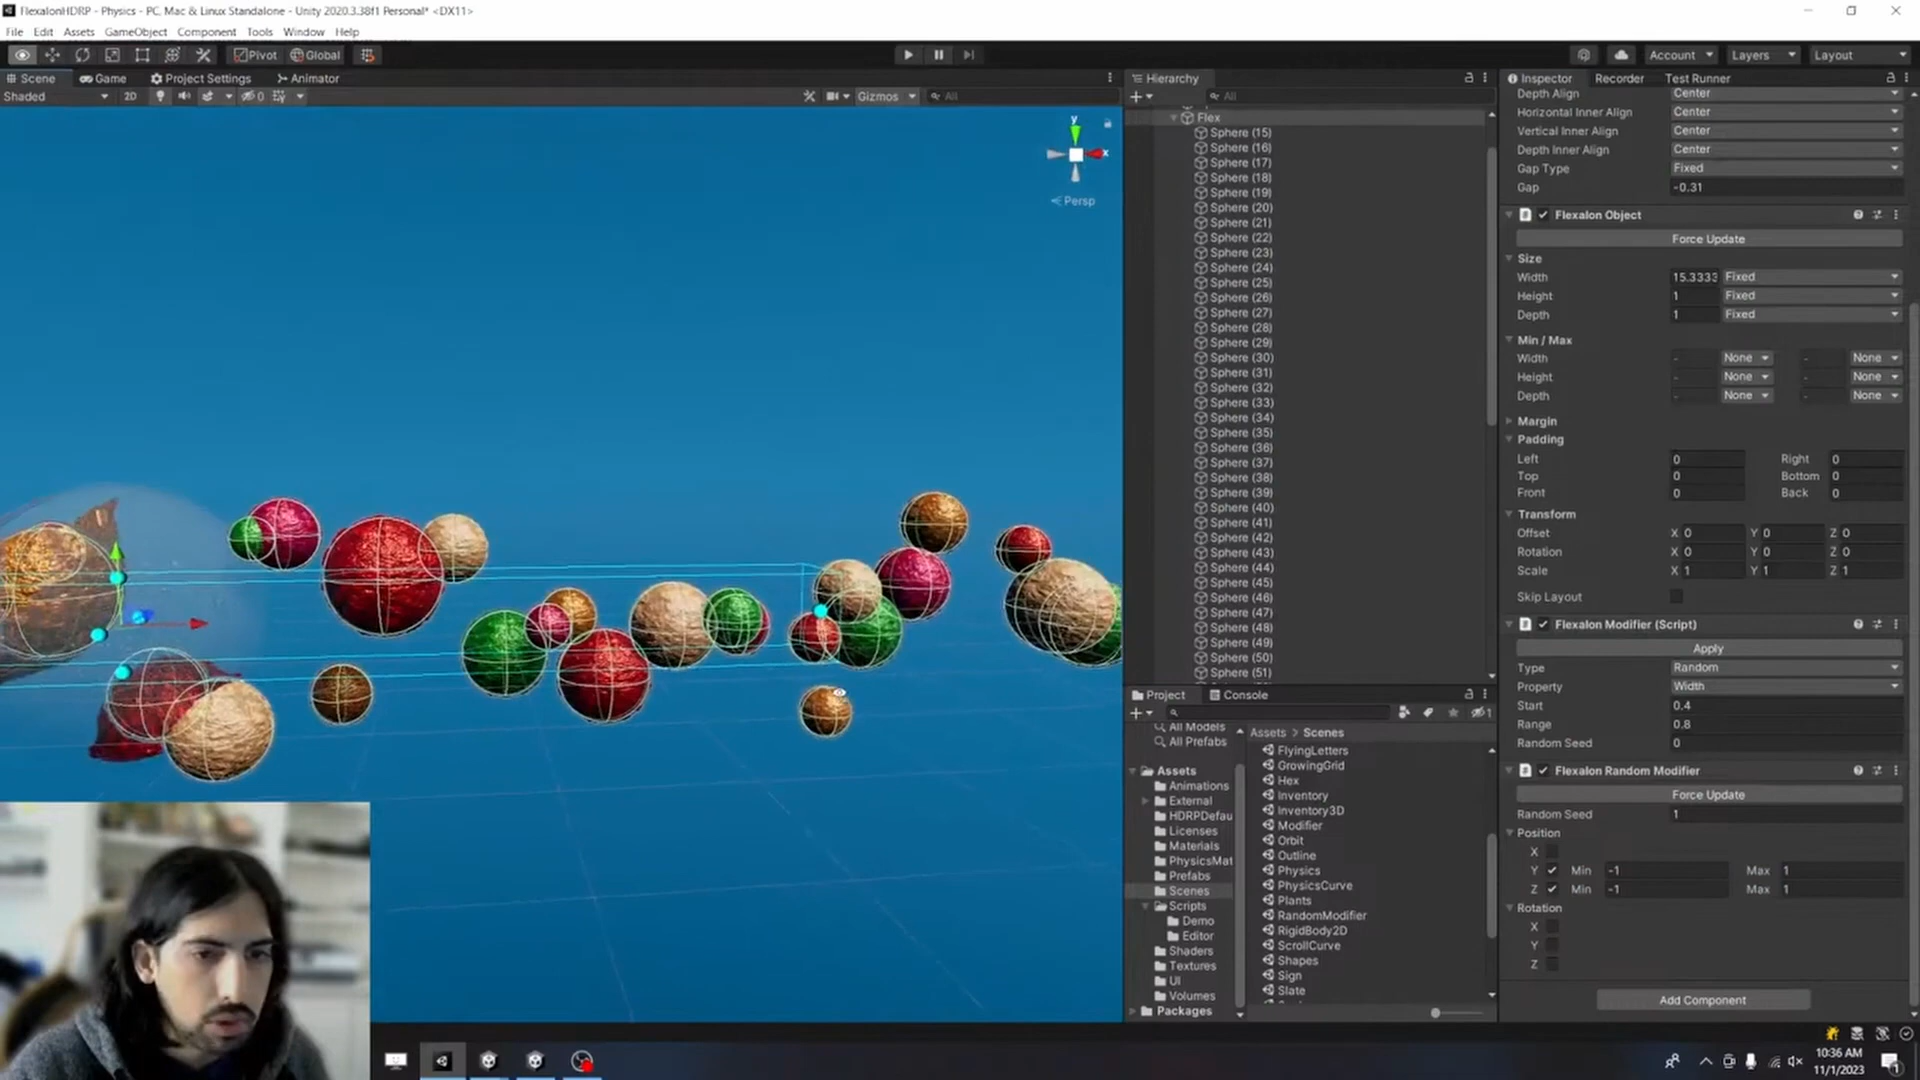 FlexalonHDRP - Physics - PC, Mac & Linux Standalone - Unity 2020.3.38f1 Personal* <DX11>
File Edit Assets GameObject Component Tools Window Help
Pivot Global Account Layers Layout
Scene Game Project Settings Animator
Shaded 2D 0 Gizmos All
y
x
Persp
Hierarchy
All
Flex
Sphere (15)
Sphere (16)
Sphere (17)
Sphere (18)
Sphere (19)
Sphere (20)
Sphere (21)
Sphere (22)
Sphere (23)
Sphere (24)
Sphere (25)
Sphere (26)
Sphere (27)
Sphere (28)
Sphere (29)
Sphere (30)
Sphere (31)
Sphere (32)
Sphere (33)
Sphere (34)
Sphere (35)
Sphere (36)
Sphere (37)
Sphere (38)
Sphere (39)
Sphere (40)
Sphere (41)
Sphere (42)
Sphere (43)
Sphere (44)
Sphere (45)
Sphere (46)
Sphere (47)
Sphere (48)
Sphere (49)
Sphere (50)
Sphere (51)
Project Console
1
All Models
All Prefabs
Assets
Animations
External
HDRPDefau
Licenses
Materials
PhysicsMat
Prefabs
Scenes
Scripts
Demo
Editor
Shaders
Textures
UI
Volumes
Packages
Assets > Scenes
FlyingLetters
GrowingGrid
Hex
Inventory
Inventory3D
Modifier
Orbit
Outline
Physics
PhysicsCurve
Plants
RandomModifier
RigidBody2D
ScrollCurve
Shapes
Sign
Slate
Inspector Recorder Test Runner
Depth Align Center
Horizontal Inner Align Center
Vertical Inner Align Center
Depth Inner Align Center
Gap Type Fixed
Gap -0.31
Flexalon Object
Force Update
Size
Width 15.3333 Fixed
Height 1 Fixed
Depth 1 Fixed
Min / Max
Width - None - None
Height - None - None
Depth - None - None
Margin
Padding
Left 0 Right 0
Top 0 Bottom 0
Front 0 Back 0
Transform
Offset X 0 Y 0 Z 0
Rotation X 0 Y 0 Z 0
Scale X 1 Y 1 Z 1
Skip Layout
Flexalon Modifier (Script)
Apply
Type Random
Property Width
Start 0.4
Range 0.8
Random Seed 0
Flexalon Random Modifier
Force Update
Random Seed 1
Position
X
Y Min -1 Max 1
Z Min -1 Max 1
Rotation
X
Y
Z
Add Component
10:36 AM
11/1/2023
1